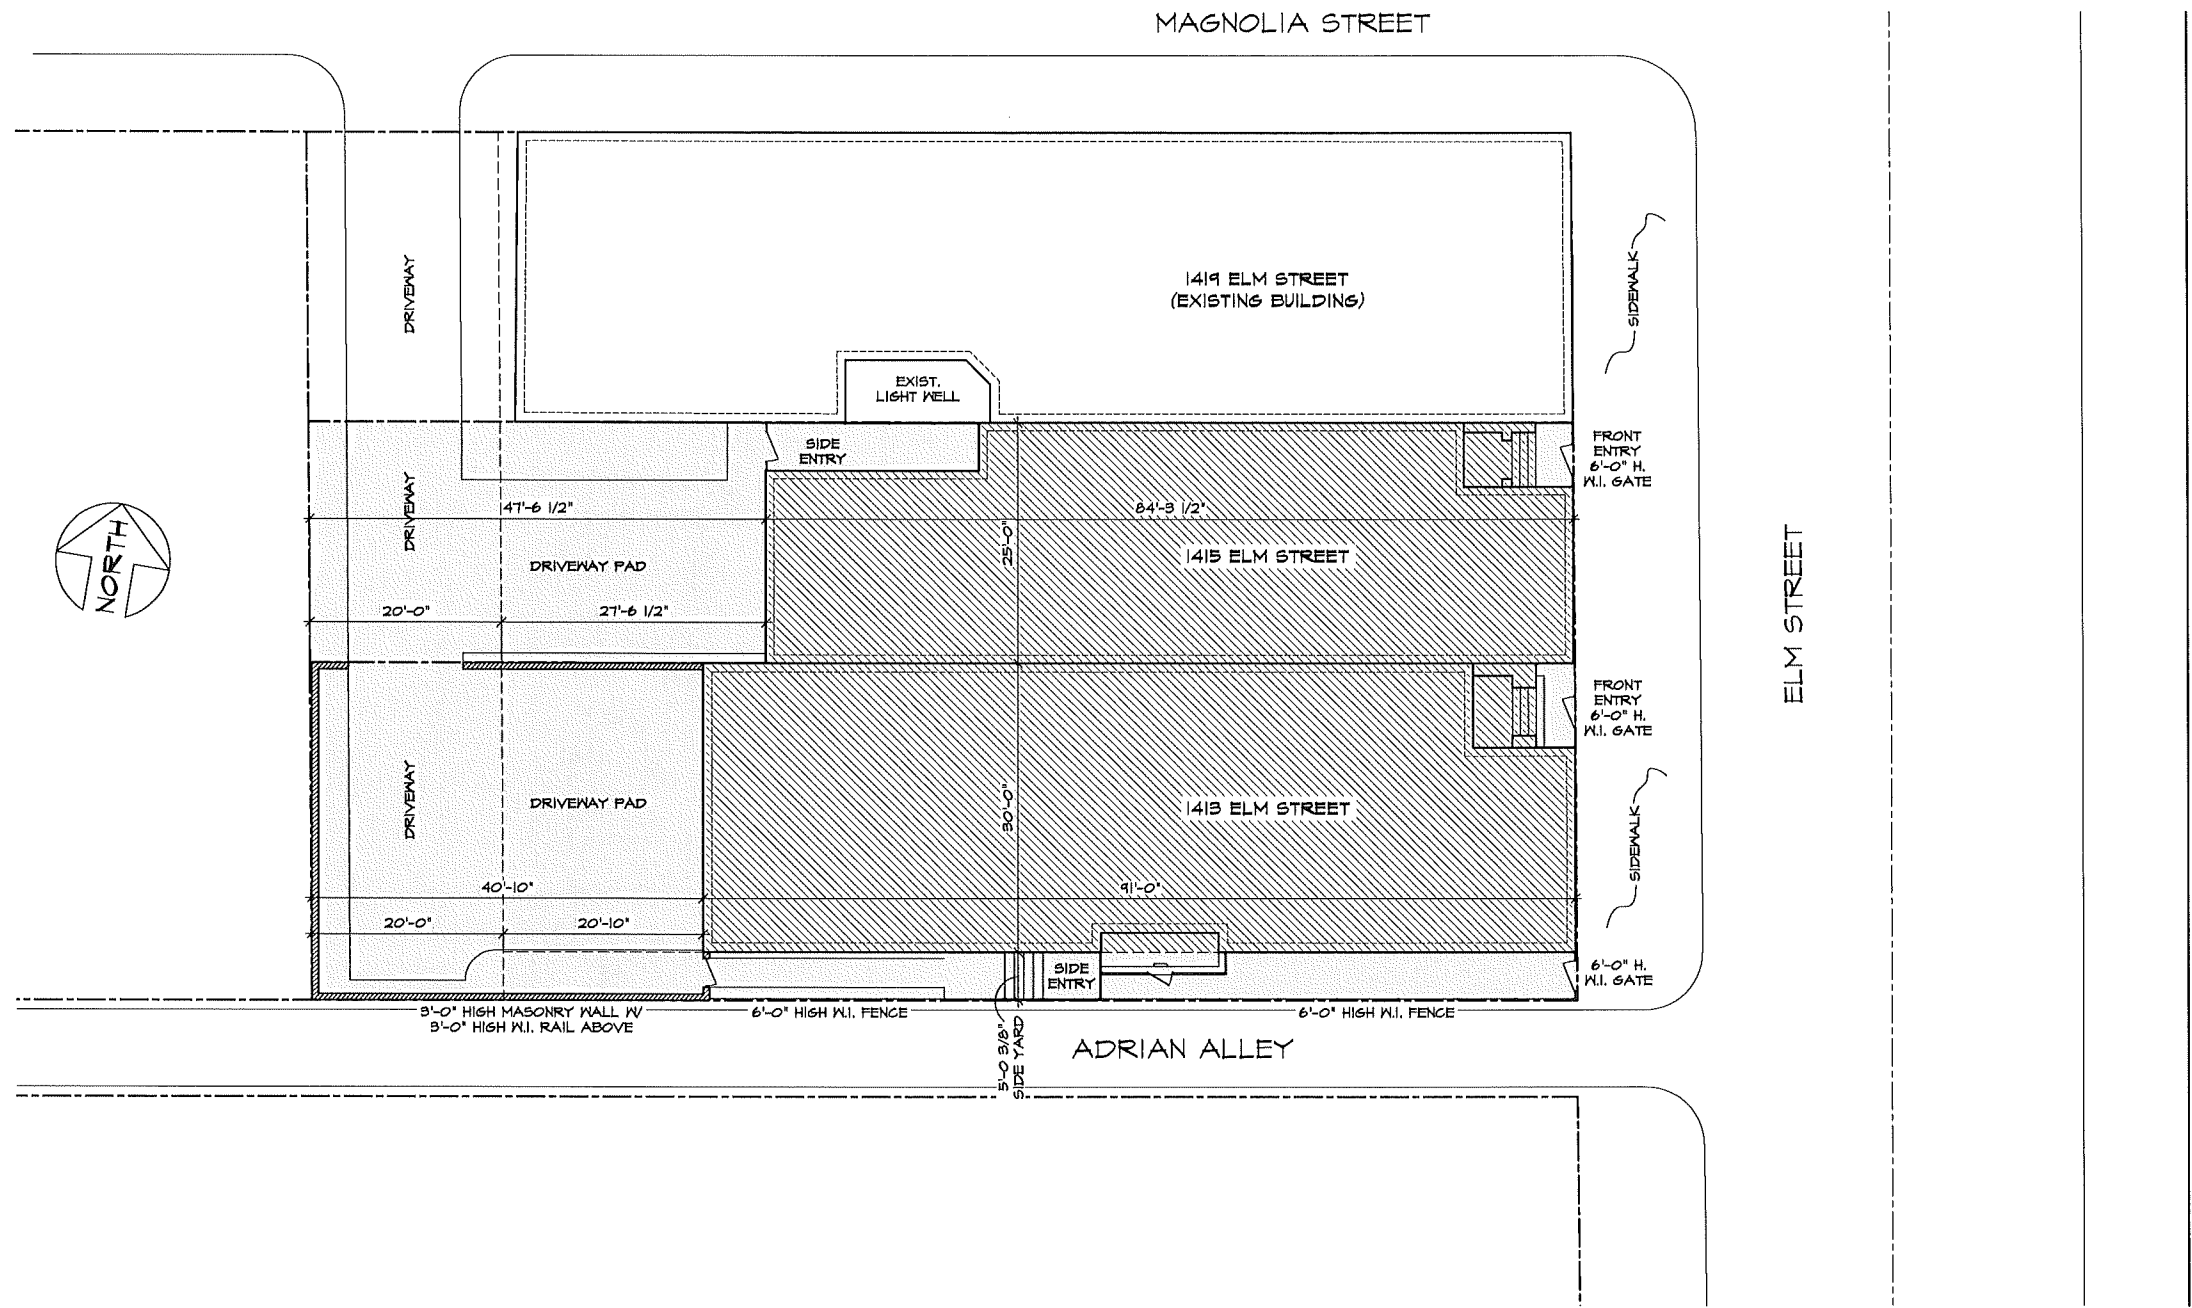 MAGNOLIA STREET
DRIVEWAY
1419 ELM STREET
(EXISTING BUILDING)
SIDEWALK
EXIST.
LIGHT WELL
SIDE
ENTRY
FRONT
ENTRY
6'-0" H.
W.I. GATE
DRIVEWAY
47'-6 1/2"
84'-3 1/2"
25'-0"
1415 ELM STREET
DRIVEWAY PAD
NORTH
20'-0"
27'-6 1/2"
ELM STREET
FRONT
ENTRY
6'-0" H.
W.I. GATE
DRIVEWAY
DRIVEWAY PAD
30'-0"
1413 ELM STREET
SIDEWALK
40'-10"
91'-0"
20'-0"
20'-10"
SIDE
ENTRY
6'-0" H.
W.I. GATE
3'-0" HIGH MASONRY WALL W/
3'-0" HIGH W.I. RAIL ABOVE
6'-0" HIGH W.I. FENCE
6'-0" HIGH W.I. FENCE
5'-0 3/8"
SIDE YARD
ADRIAN ALLEY